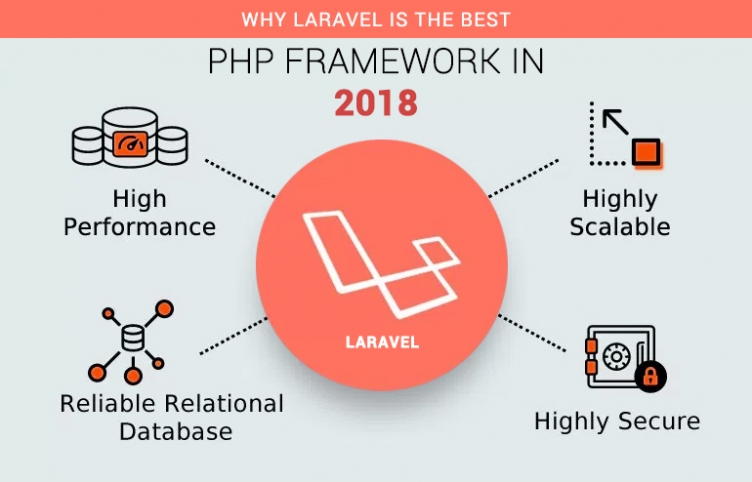 WHY LARAVEL IS THE BEST
PHP FRAMEWORK IN
2018
High
Performance
Highly
Scalable
LARAVEL
Reliable Relational
Database
Highly Secure